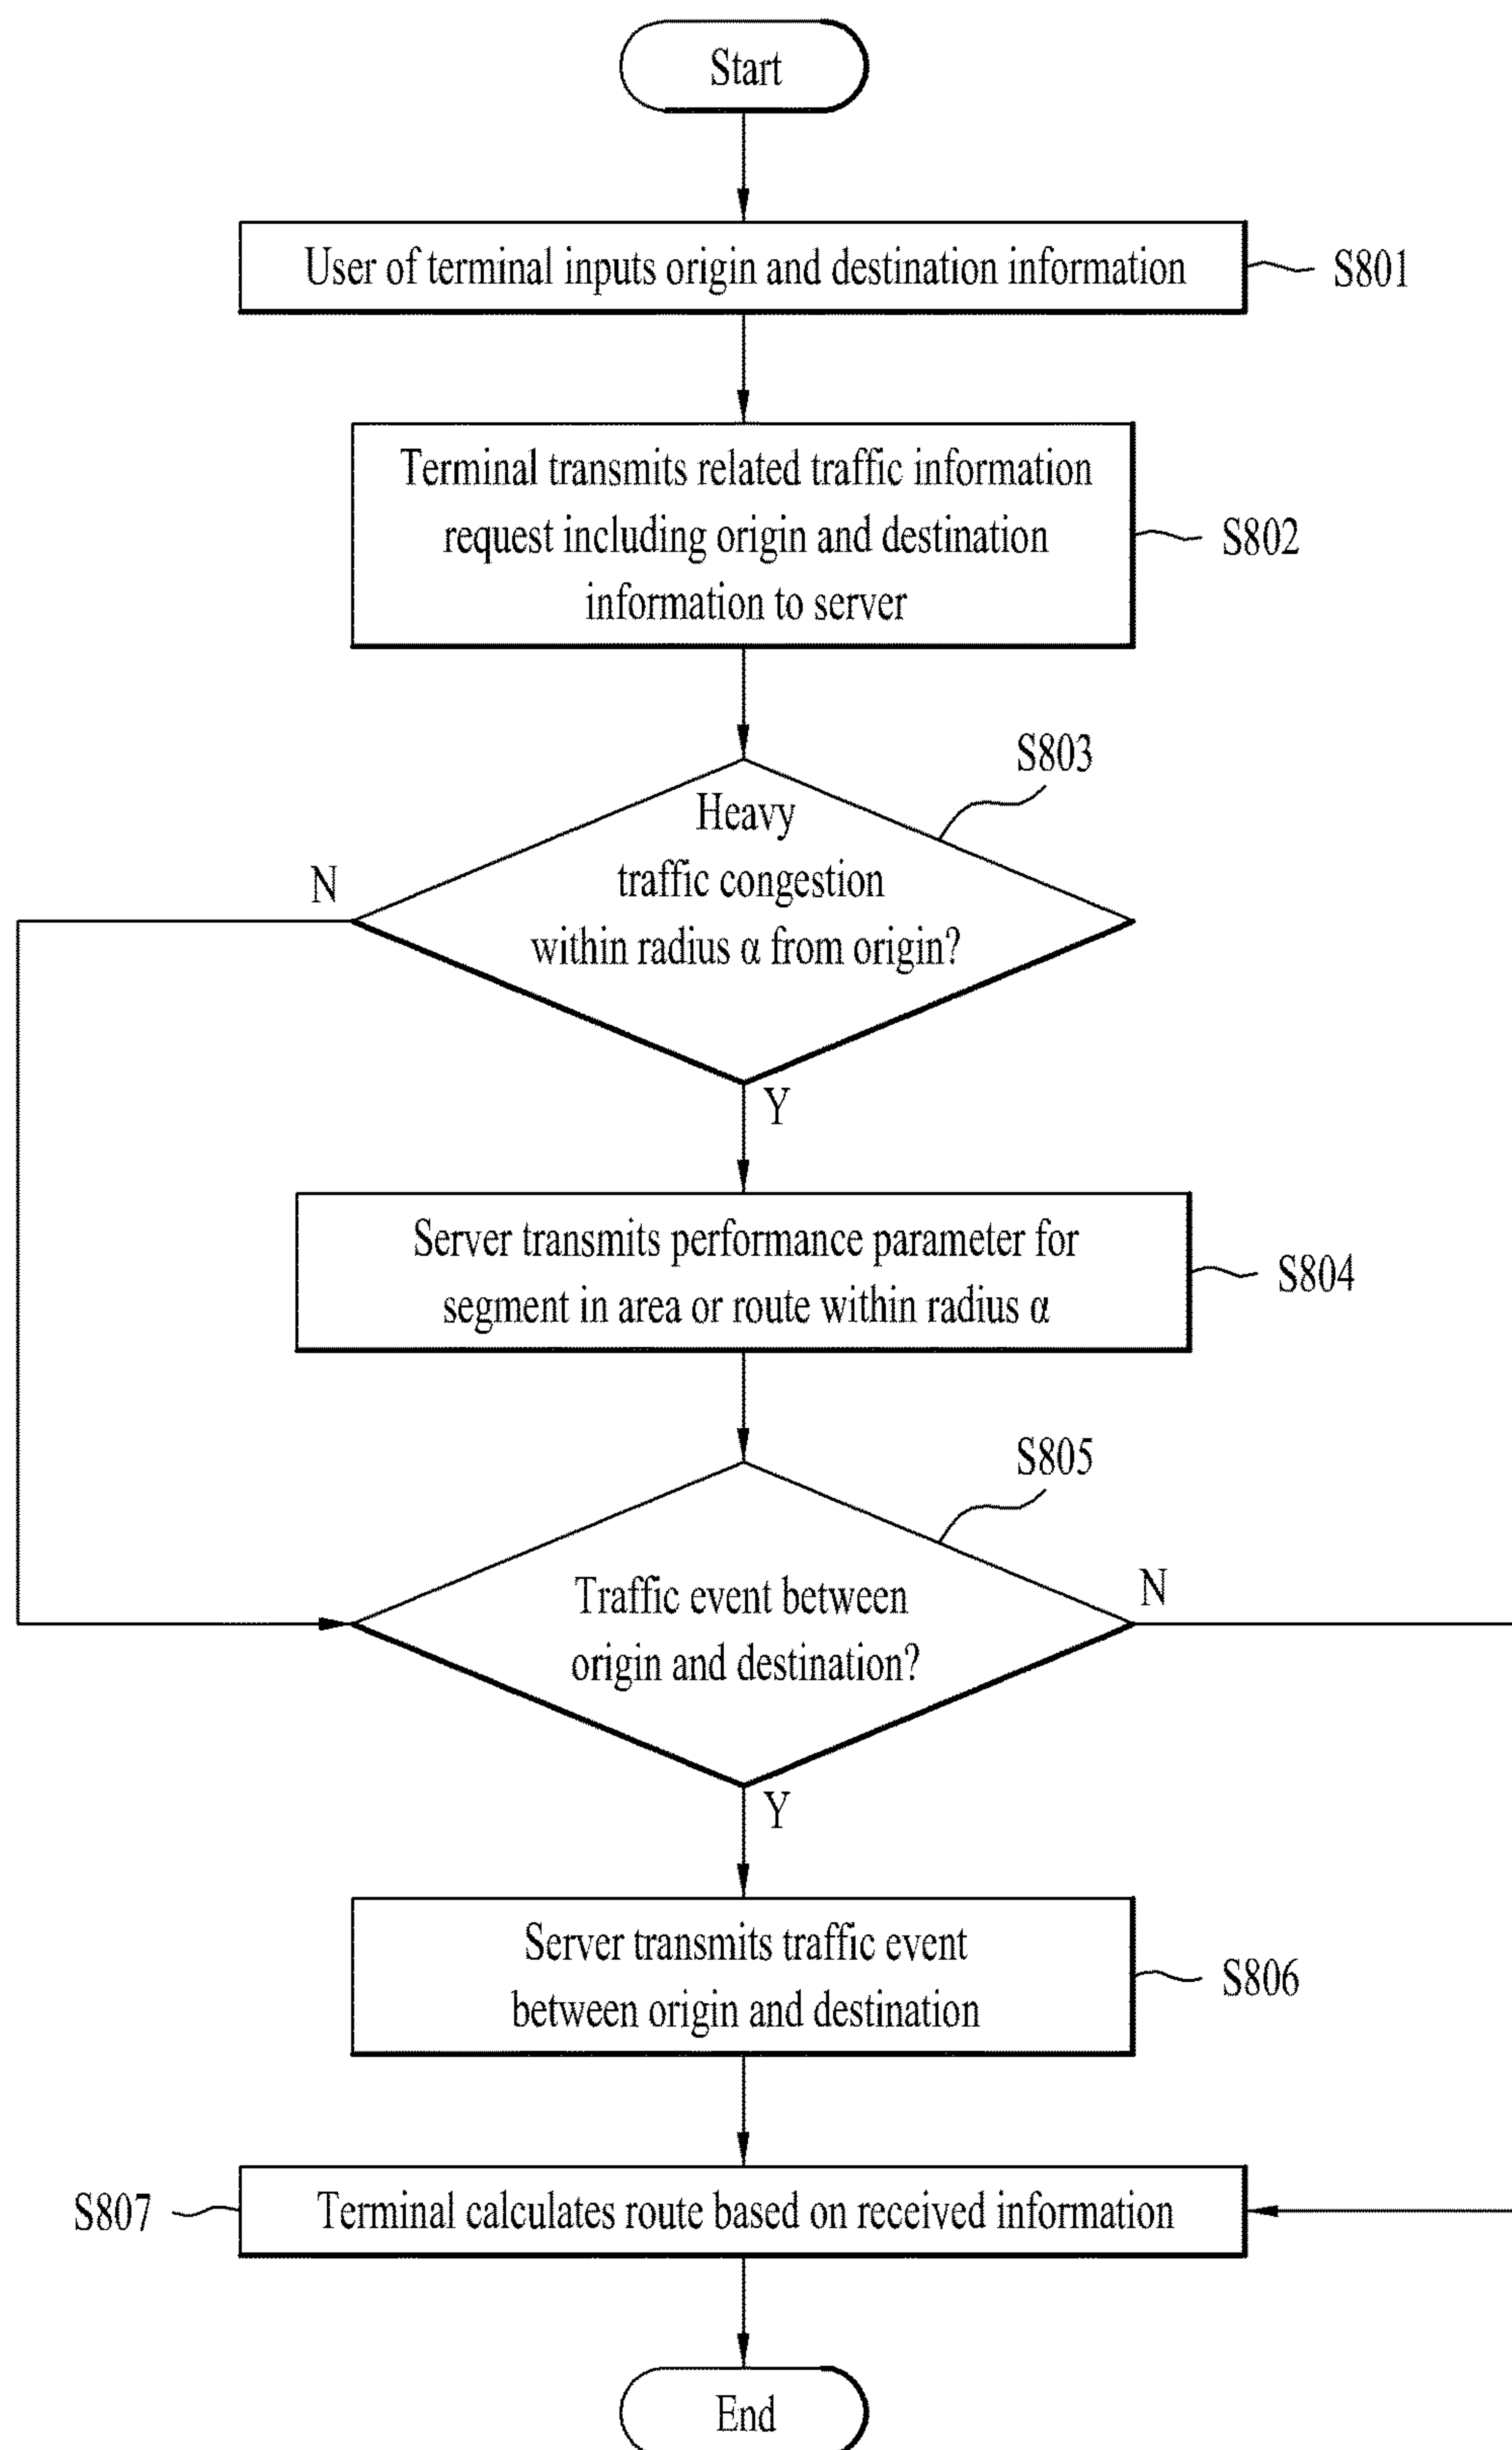 Start
User of terminal inputs origin and destination information
S801
Terminal transmits related traffic information
request including origin and destination
information to server
S802
S803
Heavy
traffic congestion
within radius α from origin?
N
Y
Server transmits performance parameter for
segment in area or route within radius α
S804
S805
Traffic event between
origin and destination?
N
Y
Server transmits traffic event
between origin and destination
S806
S807
Terminal calculates route based on received information
End